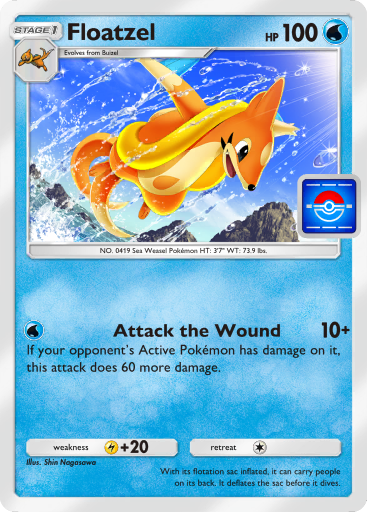 STAGE 1
Floatzel
HP 100
Evolves from Buizel
NO. 0419 Sea Weasel Pokémon HT: 3'7" WT: 73.9 lbs.
Attack the Wound 10+
If your opponent's Active Pokémon has damage on it,
this attack does 60 more damage.
weakness +20 retreat
Illus. Shin Nagasawa
With its flotation sac inflated, it can carry people
on its back. It deflates the sac before it dives.